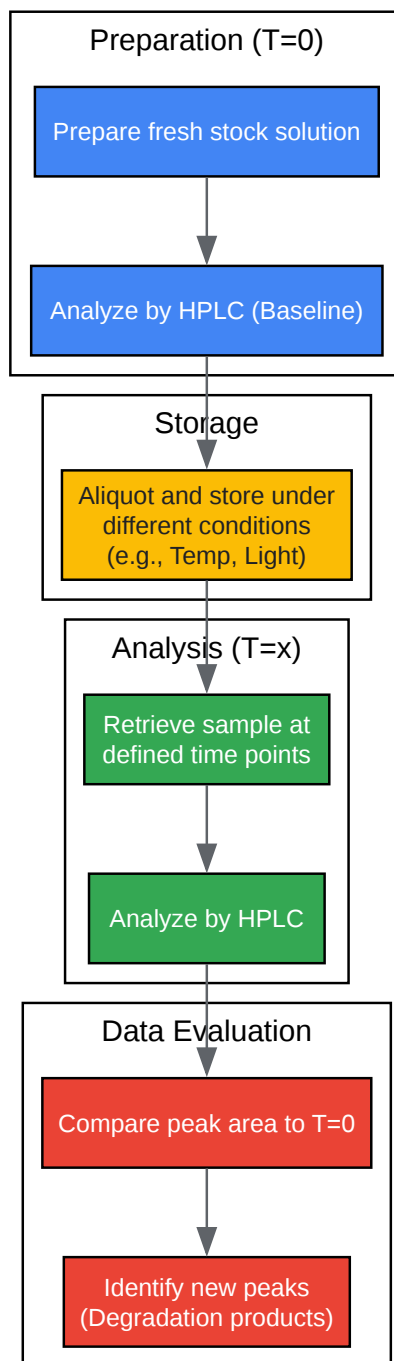 Preparation (T=0)
Prepare fresh stock solution
Analyze by HPLC (Baseline)
Storage
Aliquot and store under
different conditions
(e.g., Temp, Light)
Analysis (T=x)
Retrieve sample at
defined time points
Analyze by HPLC
Data Evaluation
Compare peak area to T=0
Identify new peaks
(Degradation products)